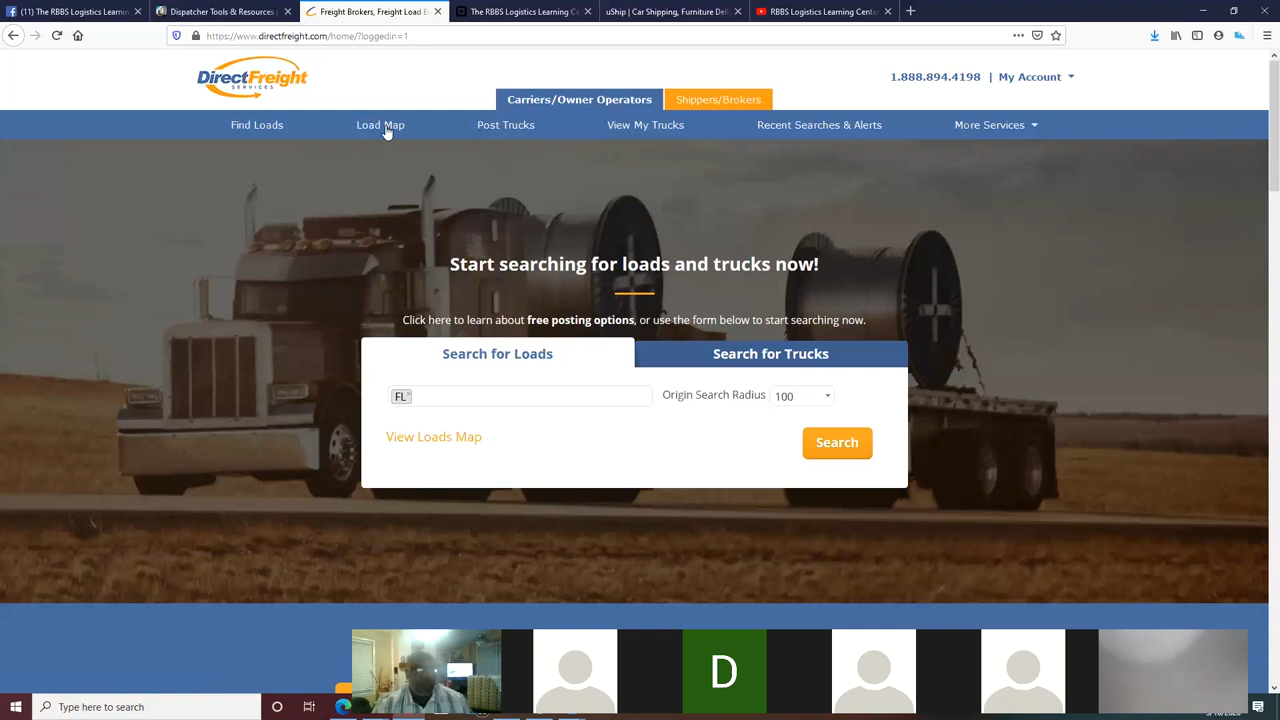 (11) The RBBS Logistics Learnin
Dispatcher Tools & Resources |
Freight Brokers, Freight Load B
The RBBS Logistics Learning Ce
uShip | Car Shipping, Furniture Deli
RBBS Logistics Learning Center
https://www.directfreight.com/home/?loggedin=1
DirectFreight
SERVICES
1.888.894.4198 | My Account
Carriers/Owner Operators
Shippers/Brokers
Find Loads
Load Map
Post Trucks
View My Trucks
Recent Searches & Alerts
More Services
Start searching for loads and trucks now!
Click here to learn about free posting options, or use the form below to start searching now.
Search for Loads
Search for Trucks
FL
Origin Search Radius 100
View Loads Map
Search
D
Type here to search